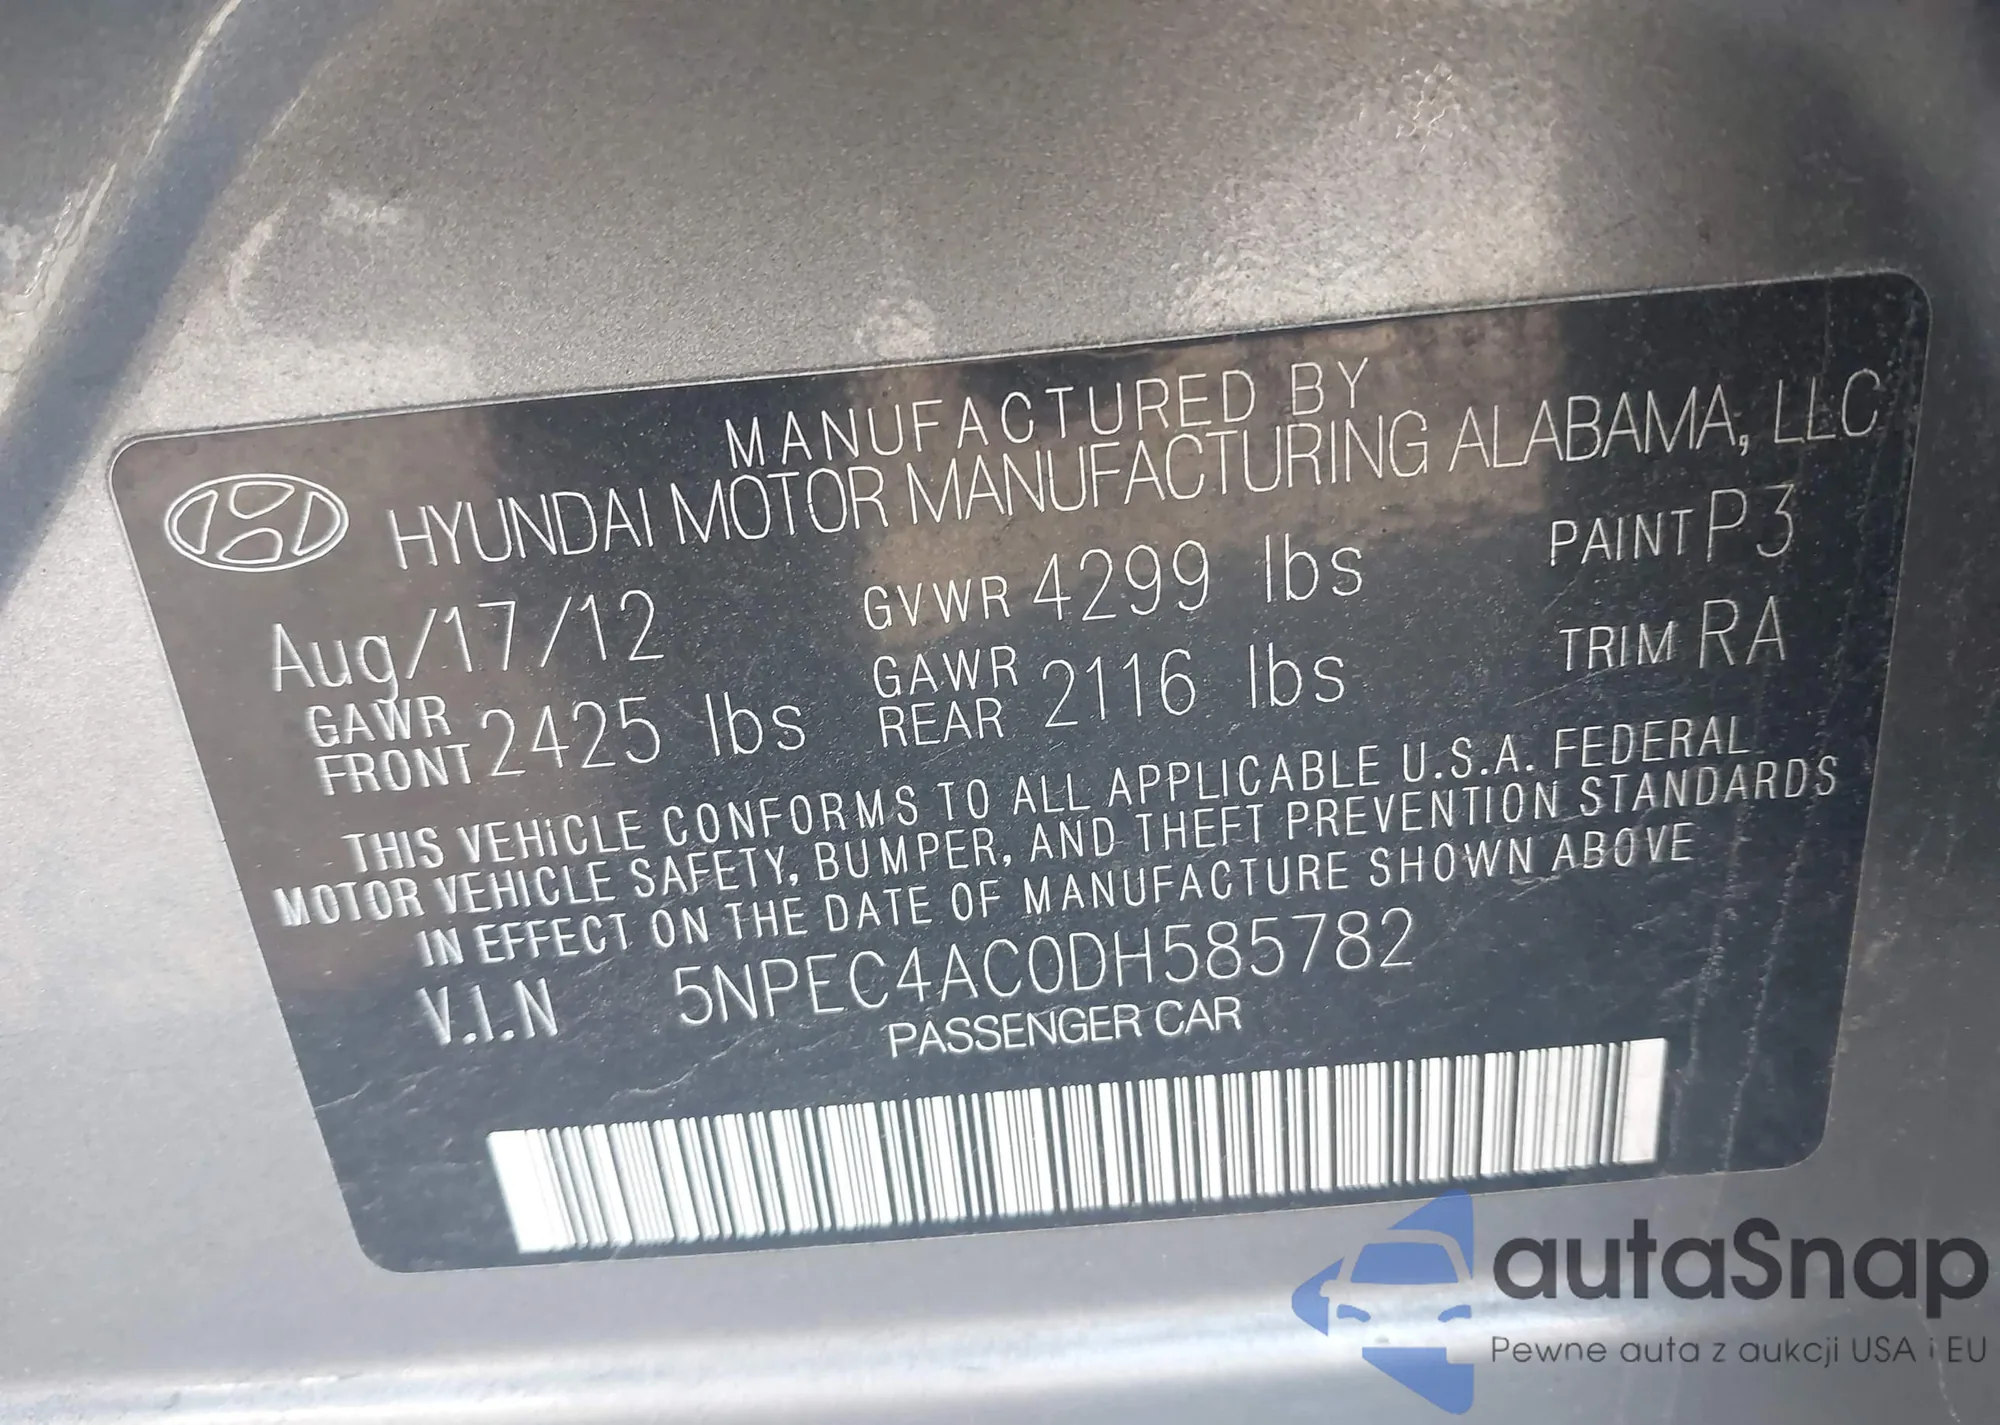 MANUFACTURED BY
HYUNDAI MOTOR MANUFACTURING ALABAMA, LLC
Aug/17/12 GVWR 4299 lbs PAINT P3
GAWR FRONT 2425 lbs GAWR REAR 2116 lbs TRIM RA
THIS VEHiCLE CONFORMS TO ALL APPLICABLE U.S.A. FEDERAL
MOTOR VEHICLE SAFETY, BUMPER, AND THEFT PREVENTION STANDARDS
IN EFFECT ON THE DATE OF MANUFACTURE SHOWN ABOVE
V.I.N 5NPEC4AC0DH585782
PASSENGER CAR
autaSnap
Pewne auta z aukcji USA i EU